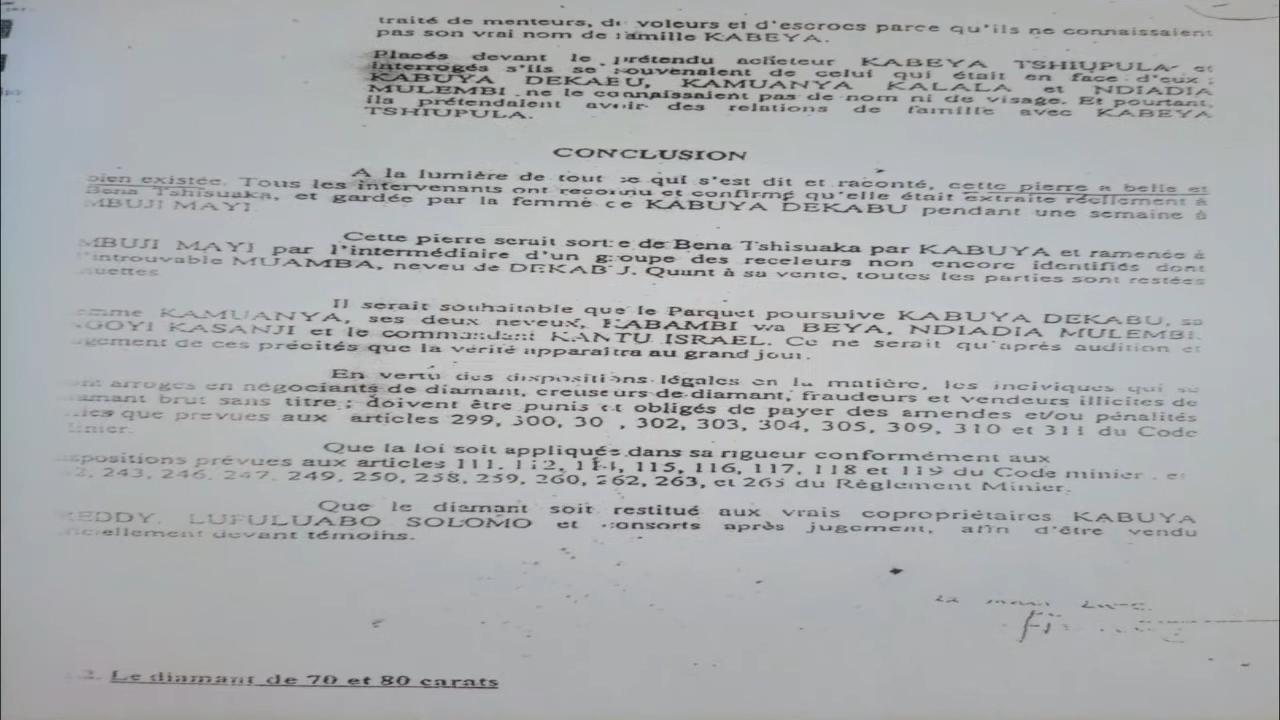 traité de menteurs, de voleurs et d'escrocs parce qu'ils ne connaissaient
pas son vrai nom de famille KABEYA.
Placés devant le prétendu acheteur KABEYA TSHIUPULA et
interrogés s'ils se souvenaient de celui qui était en face d'eux ;
KABUYA DEKABU, KAMUANYA KALALA et NDIADIA
MULEMBI ne le connaissaient pas de nom ni de visage. Et pourtant,
ils prétendaient avoir des relations de famille avec KABEYA
TSHIUPULA.
CONCLUSION
A la lumière de tout ce qui s'est dit et raconté, cette pierre a belle et
bien existée. Tous les intervenants ont reconnu et confirmé qu'elle était extraite réellement à
Bena Tshisuaka, et gardée par la femme de KABUYA DEKABU pendant une semaine à
MBUJI MAYI.
Cette pierre serait sortie de Bena Tshisuaka par KABUYA et ramenée à
MBUJI MAYI par l'intermédiaire d'un groupe des receleurs non encore identifiés dont
l'introuvable MUAMBA, neveu de DEKABU. Quant à sa vente, toutes les parties sont restées
muettes
Il serait souhaitable que le Parquet poursuive KABUYA DEKABU, sa
femme KAMUANYA, ses deux neveux, KABAMBI wa BEYA, NDIADIA MULEMBI,
NGOYI KASANJI et le commandant KANTU ISRAEL. Ce ne serait qu'après audition et
jugement de ces précités que la vérité apparaîtra au grand jour.
En vertu des dispositions légales en la matière, les inciviques qui se
sont arrogés en négociants de diamant, creuseurs de diamant, fraudeurs et vendeurs illicites de
diamant brut sans titre ; doivent être punis et obligés de payer des amendes et/ou pénalités
telles que prévues aux articles 299, 300, 30 , 302, 303, 304, 305, 309, 310 et 311 du Code
Minier.
Que la loi soit appliqués dans sa rigueur conformément aux
dispositions prévues aux articles 111, 112, 114, 115, 116, 117, 118 et 119 du Code minier et
243, 246, 247, 249, 250, 258, 259, 260, 262, 263, et 265 du Règlement Minier.
Que le diamant soit restitué aux vrais copropriétaires KABUYA
FREDDY, LUFULUABO SOLOMO et consorts après jugement, afin d'être vendu
officiellement devant témoins.
2. Le diamant de 70 et 80 carats